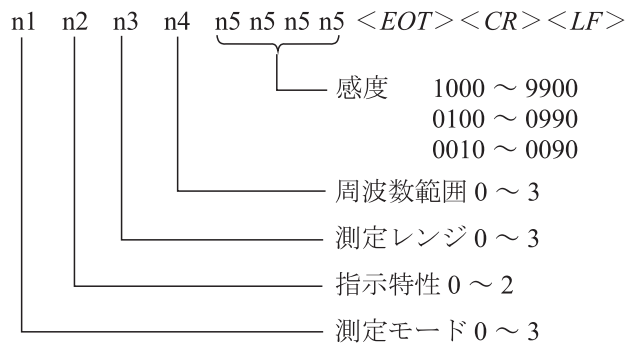 n1 n2 n3 n4 n5 n5 n5 n5 <EOT><CR><LF>
感度 1000 ～ 9900
0100 ～ 0990
0010 ～ 0090
周波数範囲 0 ～ 3
測定レンジ 0 ～ 3
指示特性 0 ～ 2
測定モード 0 ～ 3